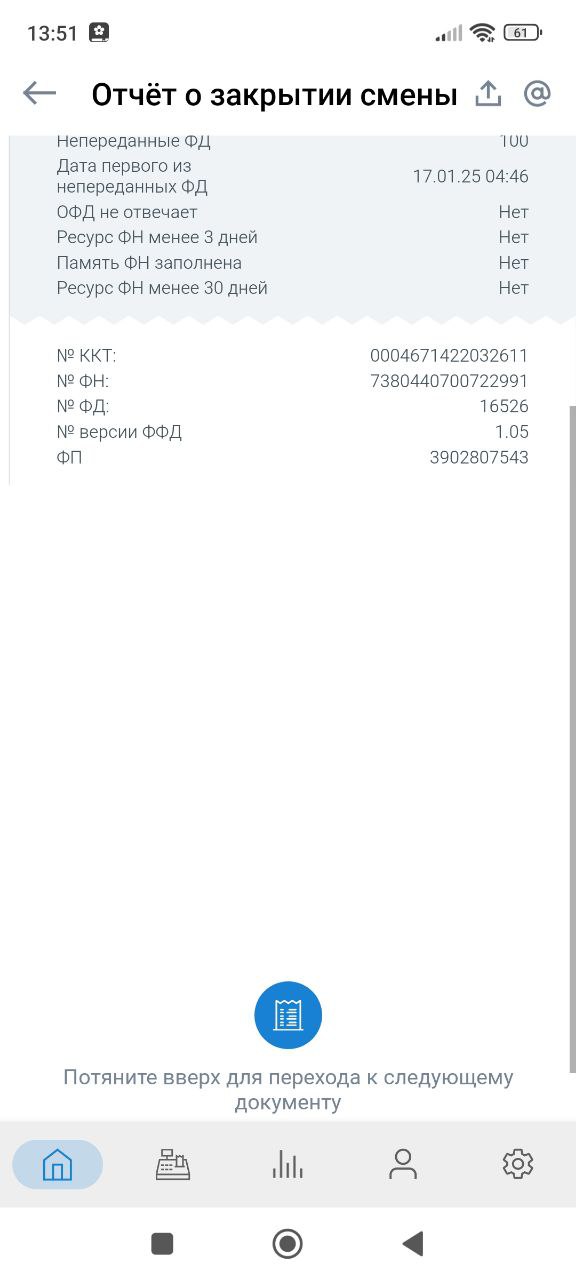 13:51
61
Отчёт о закрытии смены
Непереданные ФД 100
Дата первого из
непереданных ФД 17.01.25 04:46
ОФД не отвечает Нет
Ресурс ФН менее 3 дней Нет
Память ФН заполнена Нет
Ресурс ФН менее 30 дней Нет
№ ККТ: 0004671422032611
№ ФН: 7380440700722991
№ ФД: 16526
№ версии ФФД 1.05
ФП 3902807543
Потяните вверх для перехода к следующему
документу